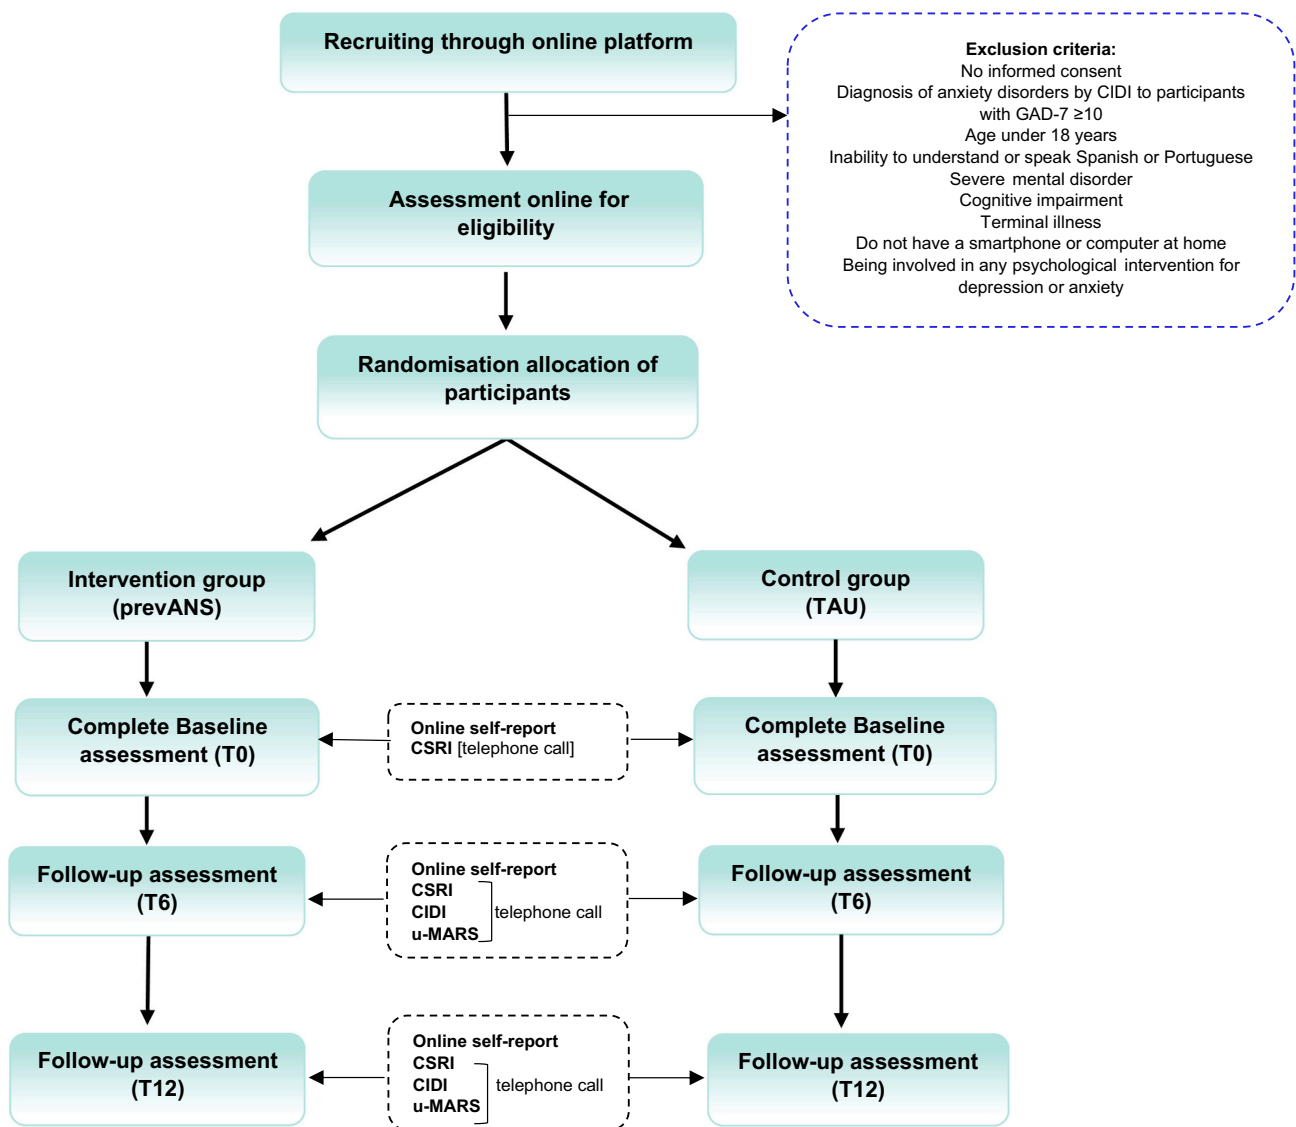 Recruiting through online platform
Exclusion criteria:
No informed consent
Diagnosis of anxiety disorders by CIDI to participants
with GAD-7 ≥10
Age under 18 years
Inability to understand or speak Spanish or Portuguese
Severe mental disorder
Cognitive impairment
Terminal illness
Do not have a smartphone or computer at home
Being involved in any psychological intervention for
depression or anxiety
Assessment online for
eligibility
Randomisation allocation of
participants
Intervention group
(prevANS)
Control group
(TAU)
Complete Baseline
assessment (T0)
Online self-report
CSRI [telephone call]
Complete Baseline
assessment (T0)
Follow-up assessment
(T6)
Online self-report
CSRI
CIDI
u-MARS
telephone call
Follow-up assessment
(T6)
Follow-up assessment
(T12)
Online self-report
CSRI
CIDI
u-MARS
telephone call
Follow-up assessment
(T12)